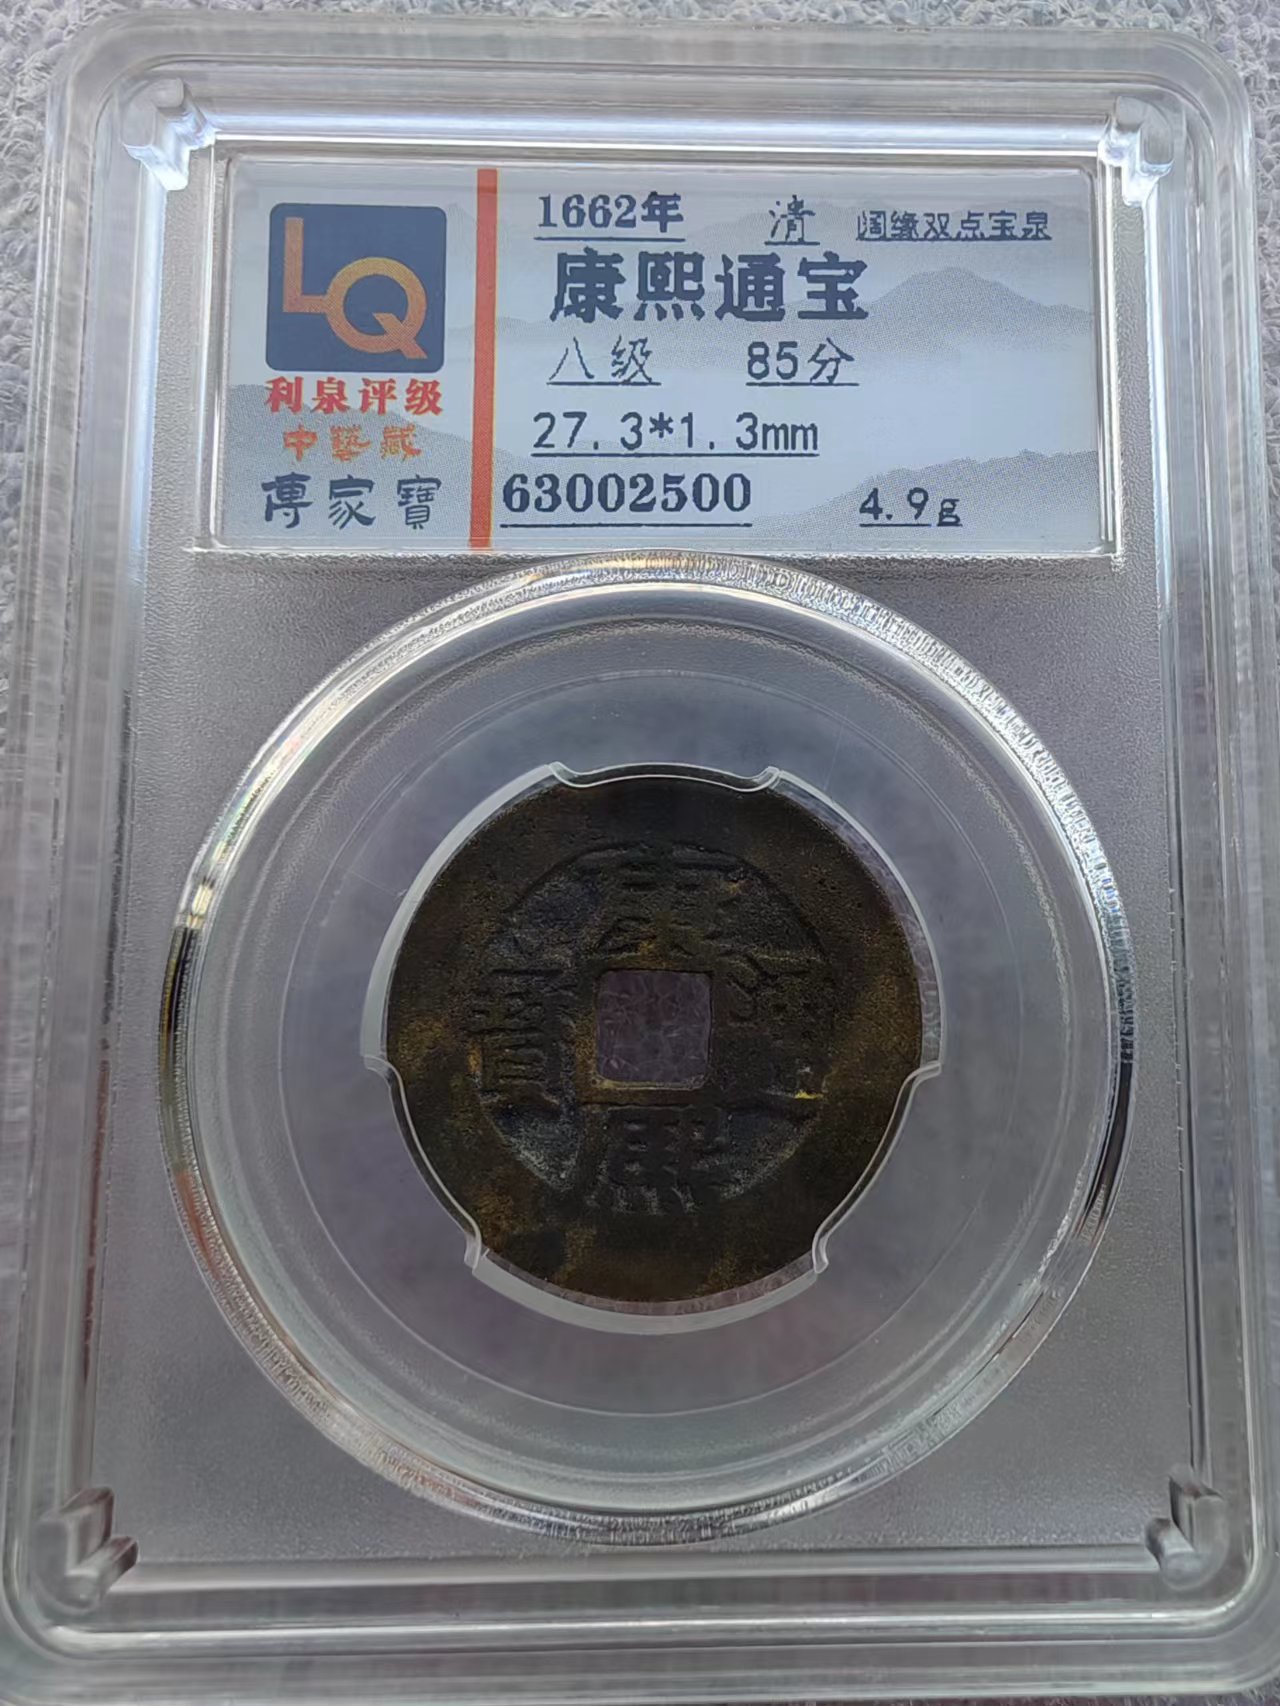 LQ
利泉评级
中藝藏
傳家寶
1662年 清 阔缘双点宝泉
康熙通宝
八级 85分
27.3*1.3mm
63002500 4.9g
康熙通寶